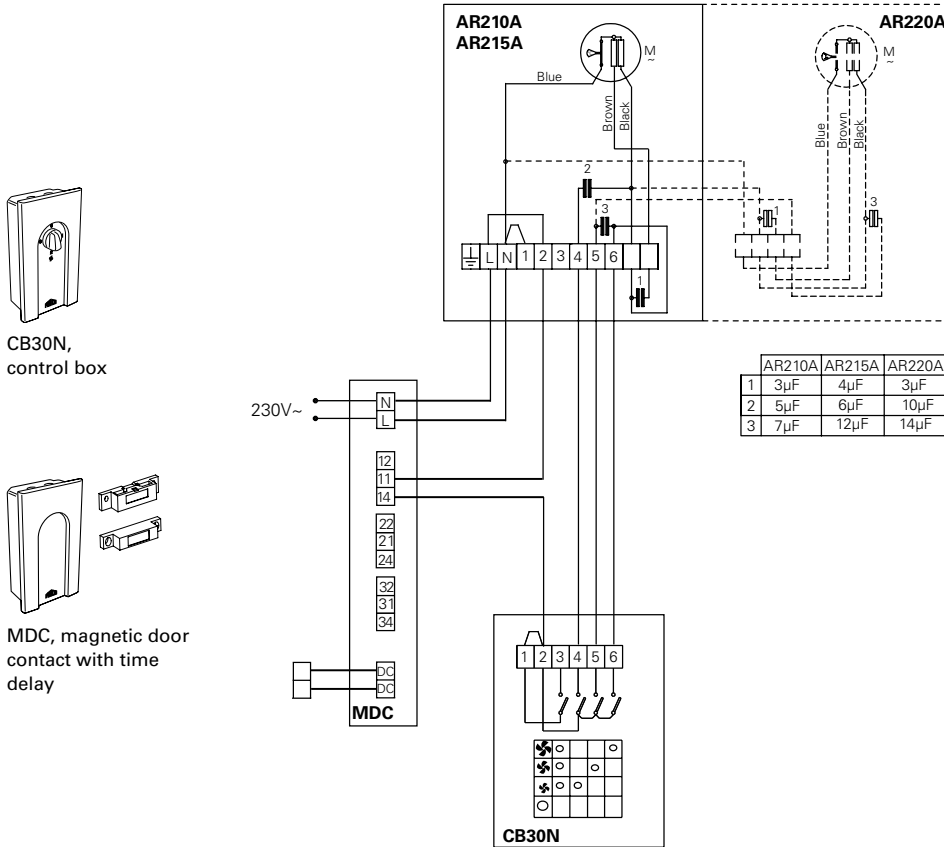 AR210A
AR215A
AR220A
M
~
M
~
Blue
Brown
Black
Blue
Brown
Black
2
3
1
1
3
L N 1 2 3 4 5 6
CB30N,
control box
230V~
N
L
12
11
14
22
21
24
32
31
34
DC
DC
MDC
MDC, magnetic door
contact with time
delay
AR210A AR215A AR220A
1 3µF 4µF 3µF
2 5µF 6µF 10µF
3 7µF 12µF 14µF
1 2 3 4 5 6
CB30N